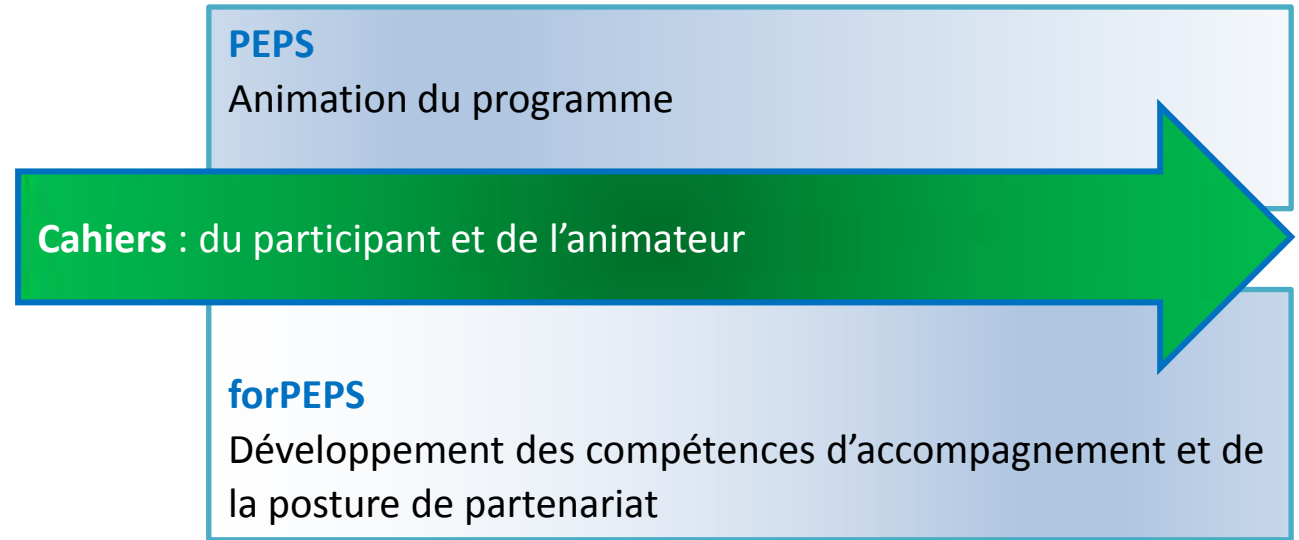 PEPS
Animation du programme
Cahiers : du participant et de l’animateur
forPEPS
Développement des compétences d’accompagnement et de
la posture de partenariat